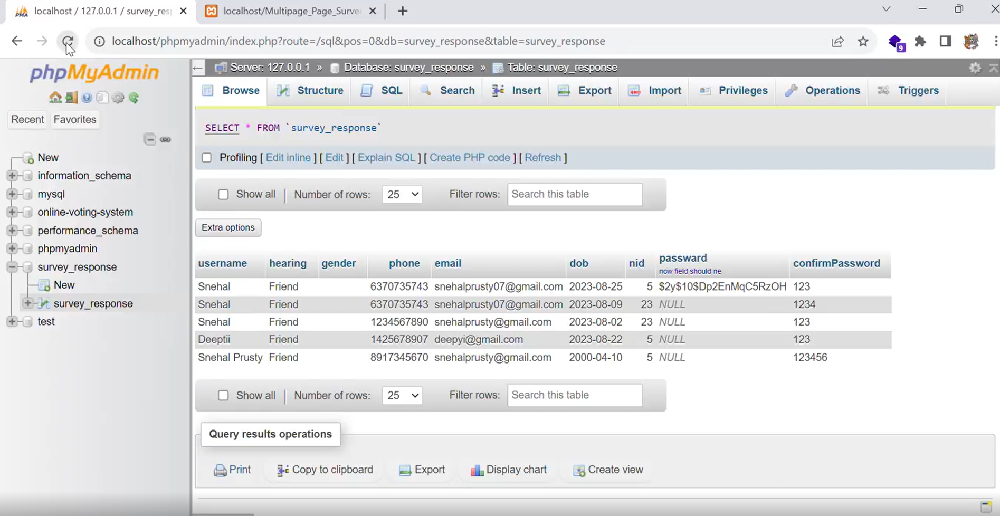 localhost / 127.0.0.1 / survey_res
localhost/Multipage_Page_Surve
localhost/phpmyadmin/index.php?route=/sql&pos=0&db=survey_response&table=survey_response
9
phpMyAdmin
Recent Favorites
New
information_schema
mysql
online-voting-system
performance_schema
phpmyadmin
survey_response
New
survey_response
test
Server: 127.0.0.1 » Database: survey_response » Table: survey_response
Browse Structure SQL Search Insert Export Import Privileges Operations Triggers
SELECT * FROM `survey_response`
Profiling [ Edit inline ] [ Edit ] [ Explain SQL ] [ Create PHP code ] [ Refresh ]
Show all | Number of rows: 25 Filter rows: Search this table
Extra options
username hearing gender phone email dob nid passward confirmPassword
now field should ne
Snehal Friend 6370735743 snehalprusty07@gmail.com 2023-08-25 5 $2y$10$Dp2EnMqC5RzOH 123
Snehal Friend 6370735743 snehalprusty07@gmail.com 2023-08-09 23 NULL 1234
Snehal Friend 1234567890 snehalprusty@gmail.com 2023-08-02 23 NULL 123
Deeptii Friend 1425678907 deepyi@gmail.com 2023-08-22 5 NULL 123
Snehal Prusty Friend 8917345670 snehalprusty@gmail.com 2000-04-10 5 NULL 123456
Show all | Number of rows: 25 Filter rows: Search this table
Query results operations
Print Copy to clipboard Export Display chart Create view